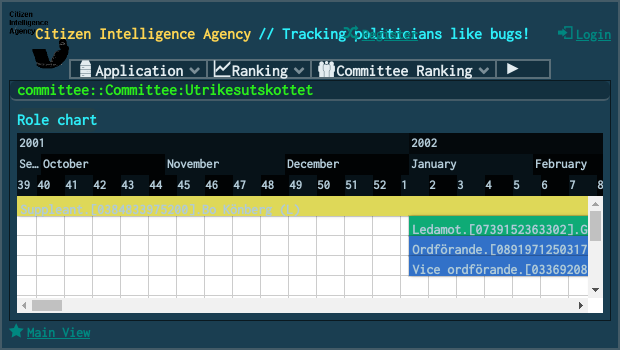 Citizen
Intelligence
Agency
Citizen Intelligence Agency // Tracking politicians like bugs!
Register
Login
Application
Ranking
Committee Ranking
committee::Committee:Utrikesutskottet
Role chart
2001 2002
Se… October November December January February
39 40 41 42 43 44 45 46 47 48 49 50 51 52 1 2 3 4 5 6 7 8
Ledamot.[0739152363302].G
Ordförande.[0891971250317
Vice ordförande.[03369208
Main View